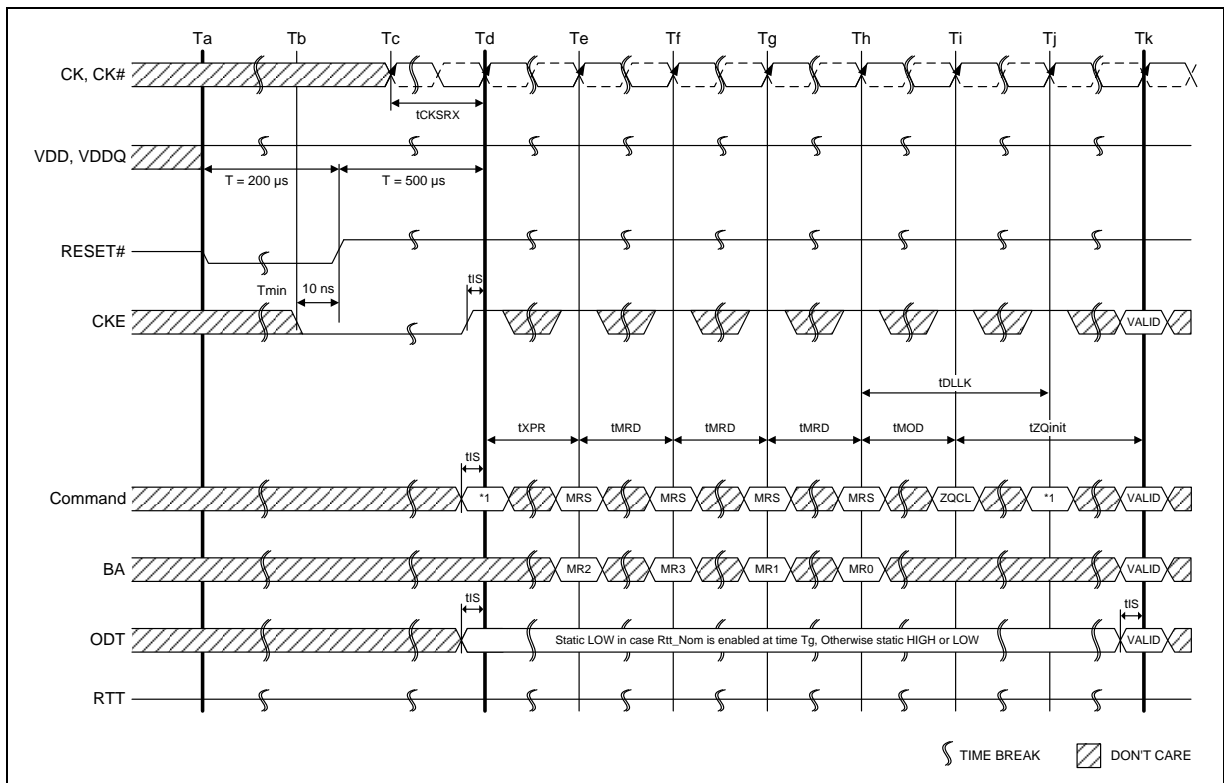 Ta Tb Tc Td Te Tf Tg Th Ti Tj Tk
CK, CK#
tCKSRX
VDD, VDDQ
T = 200 µs T = 500 µs
RESET#
Tmin 10 ns tIS
CKE VALID
tDLLK
tXPR tMRD tMRD tMRD tMOD tZQinit
tIS
Command *1 MRS MRS MRS MRS ZQCL *1 VALID
BA MR2 MR3 MR1 MR0 VALID
tIS tIS
ODT Static LOW in case Rtt_Nom is enabled at time Tg, Otherwise static HIGH or LOW VALID
RTT
TIME BREAK DON'T CARE